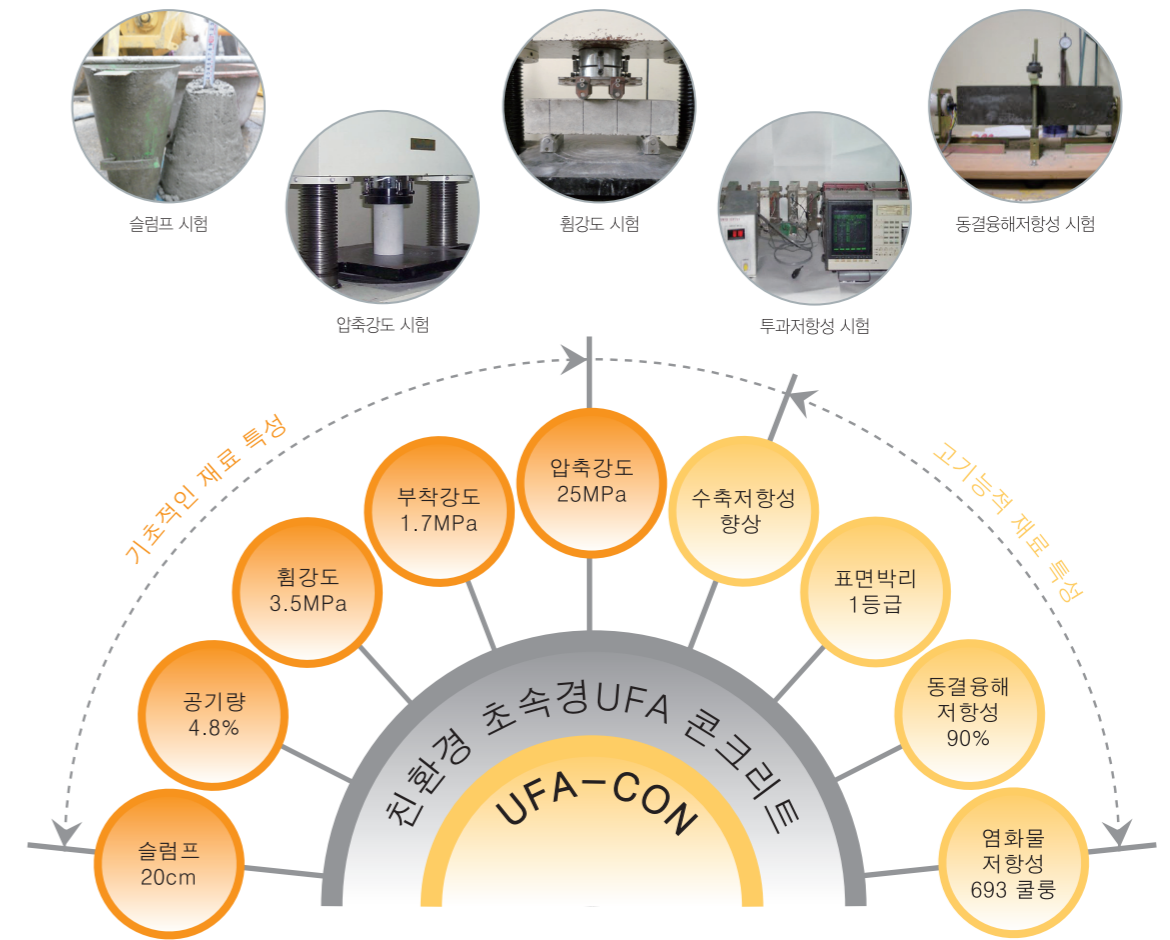 슬럼프 시험
압축강도 시험
휨강도 시험
투과저항성 시험
동결융해저항성 시험
기초적인 재료 특성
고기능적 재료 특성
슬럼프
20cm
공기량
4.8%
휨강도
3.5MPa
부착강도
1.7MPa
압축강도
25MPa
수축저항성
향상
표면박리
1등급
동결융해
저항성
90%
염화물
저항성
693 쿨룽
친환경 초속경UFA 콘크리트
UFA-CON